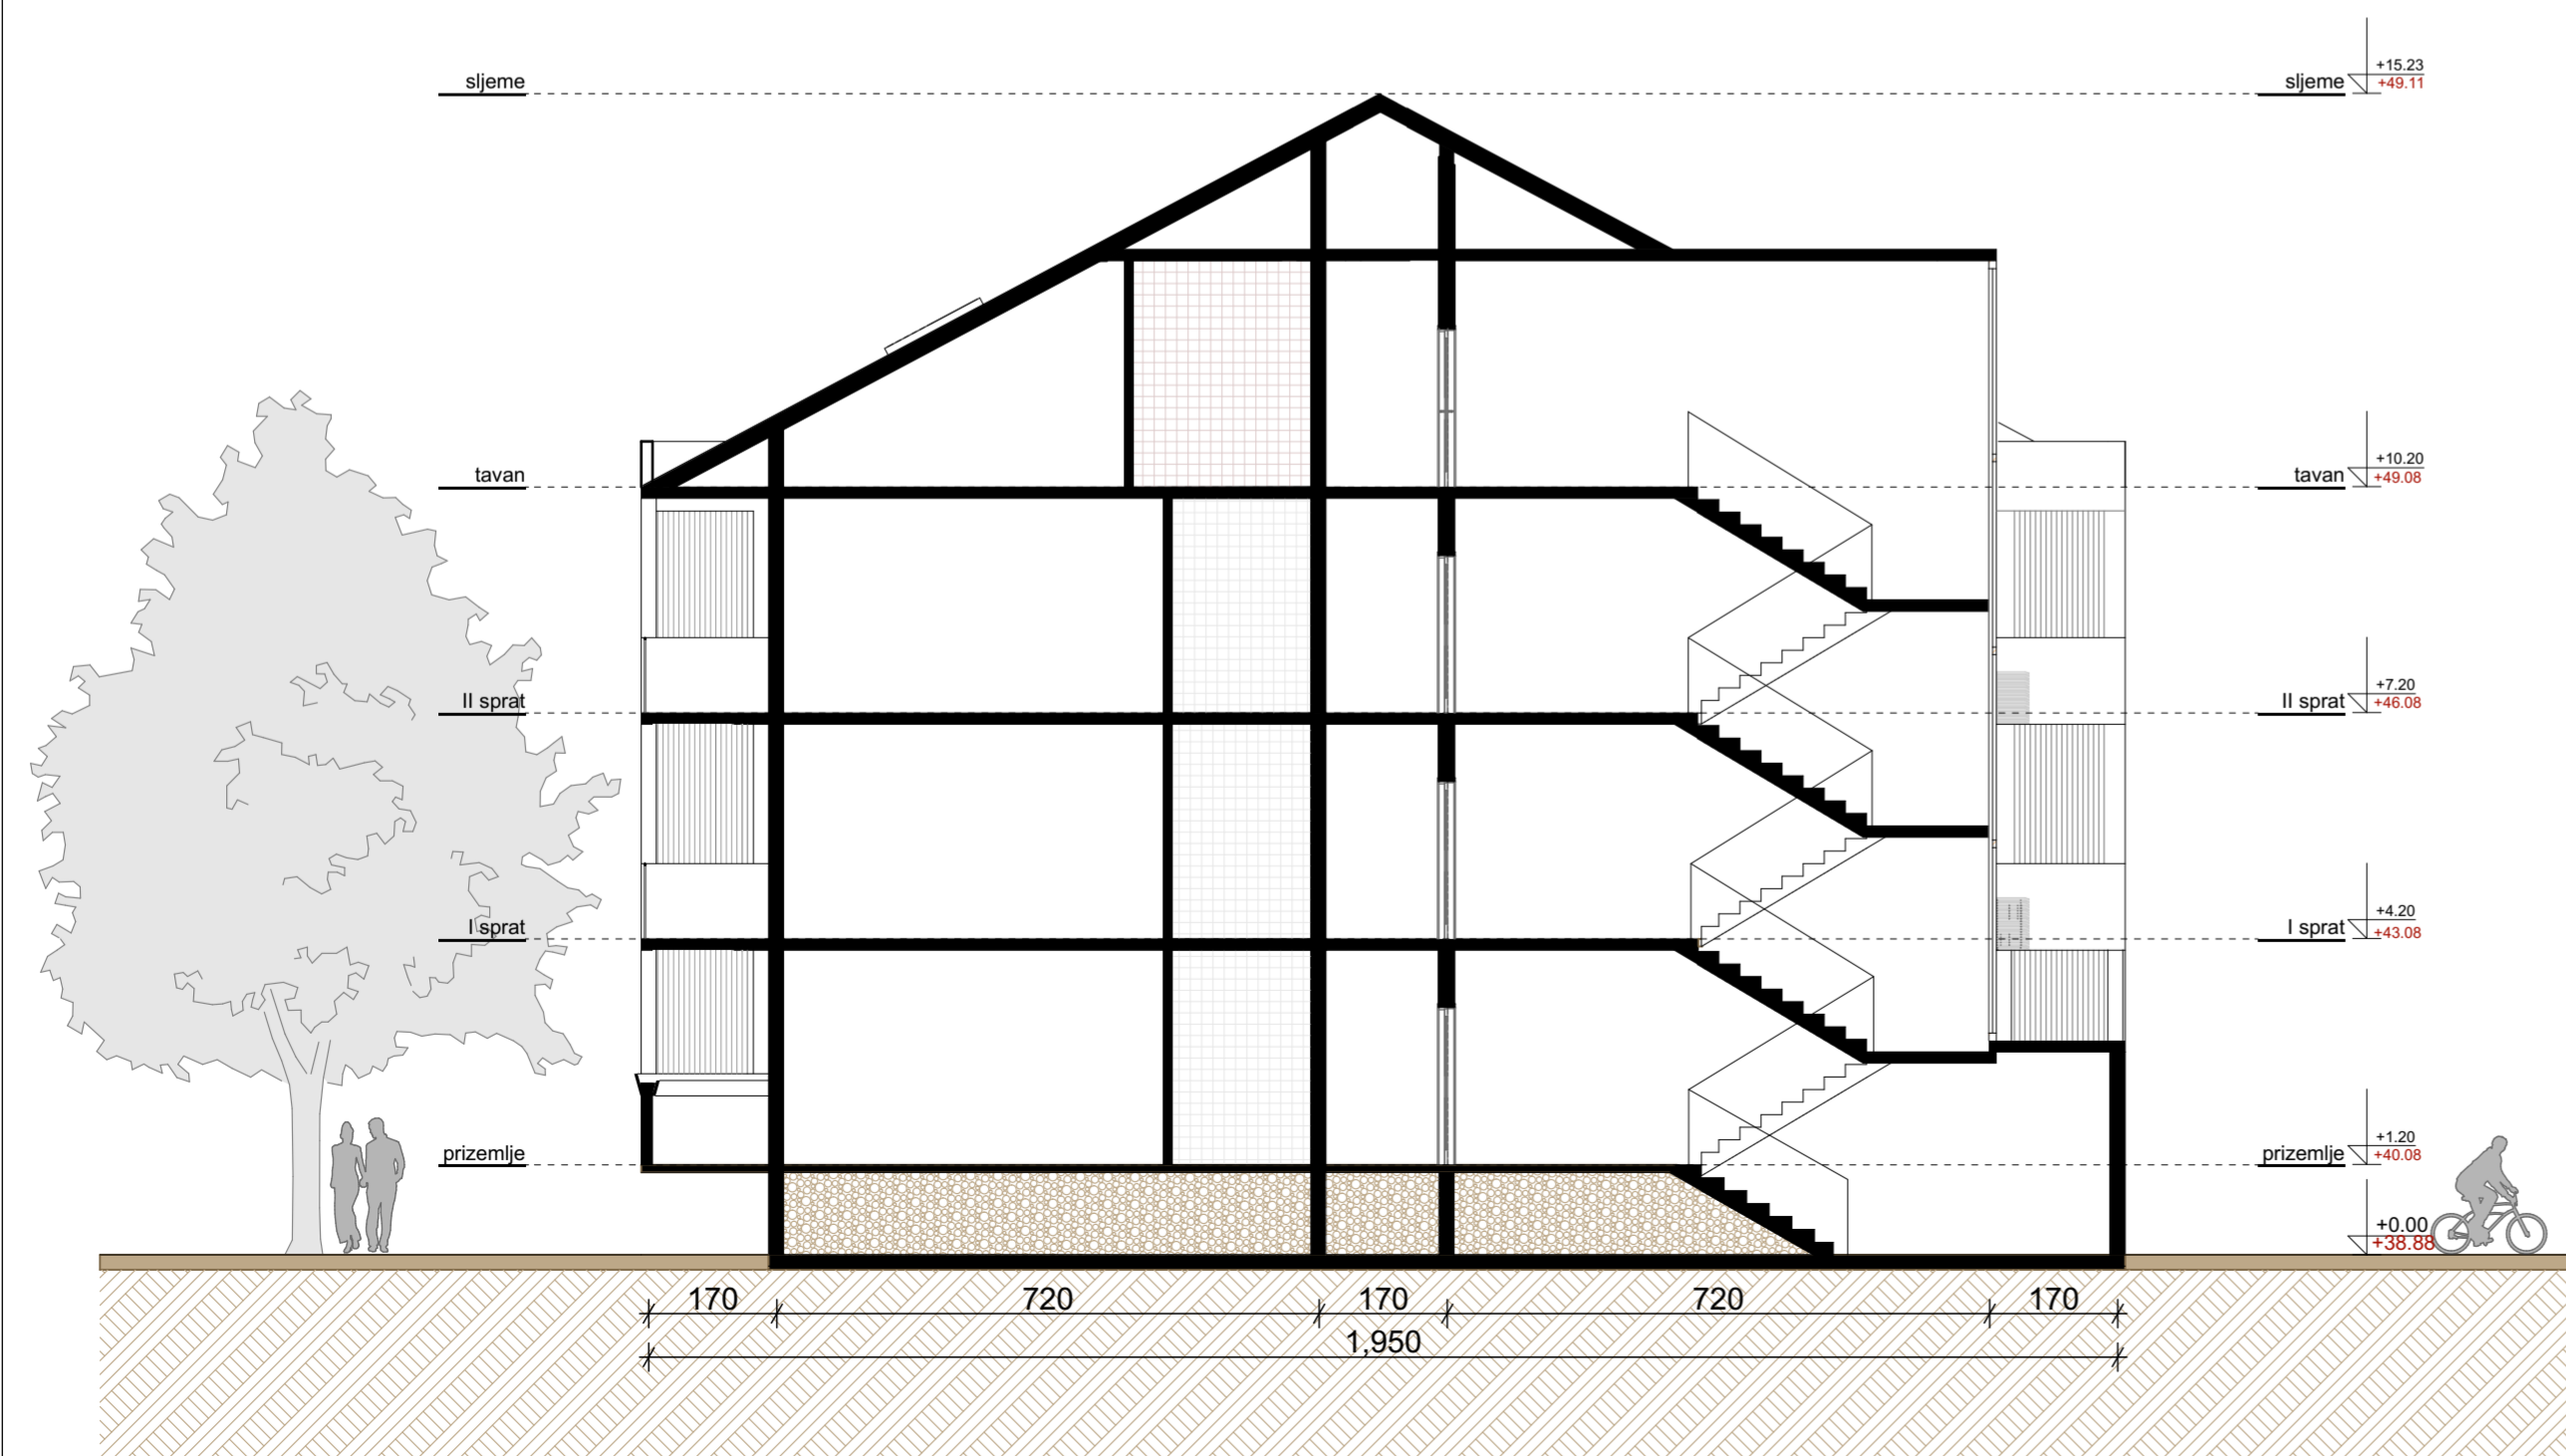 sljeme
sljeme
+15.23
+49.11
tavan
tavan
+10.20
+49.08
II sprat
II sprat
+7.20
+46.08
I sprat
I sprat
+4.20
+43.08
prizemlje
prizemlje
+1.20
+40.08
+0.00
+38.88
170 720 170 720 170
1,950